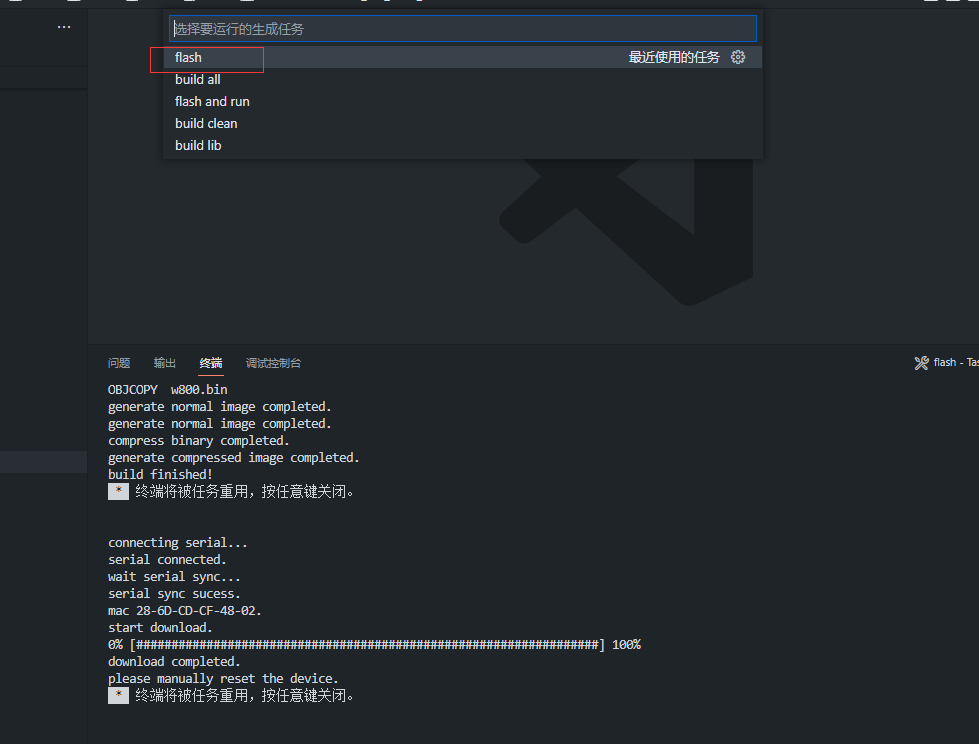 ...
选择要运行的生成任务
flash 最近使用的任务
build all
flash and run
build clean
build lib
问题 输出 终端 调试控制台 flash - Tas
OBJCOPY w800.bin
generate normal image completed.
generate normal image completed.
compress binary completed.
generate compressed image completed.
build finished!
* 终端将被任务重用，按任意键关闭。
connecting serial...
serial connected.
wait serial sync...
serial sync sucess.
mac 28-6D-CD-CF-48-02.
start download.
0% [##################################################################] 100%
download completed.
please manually reset the device.
* 终端将被任务重用，按任意键关闭。